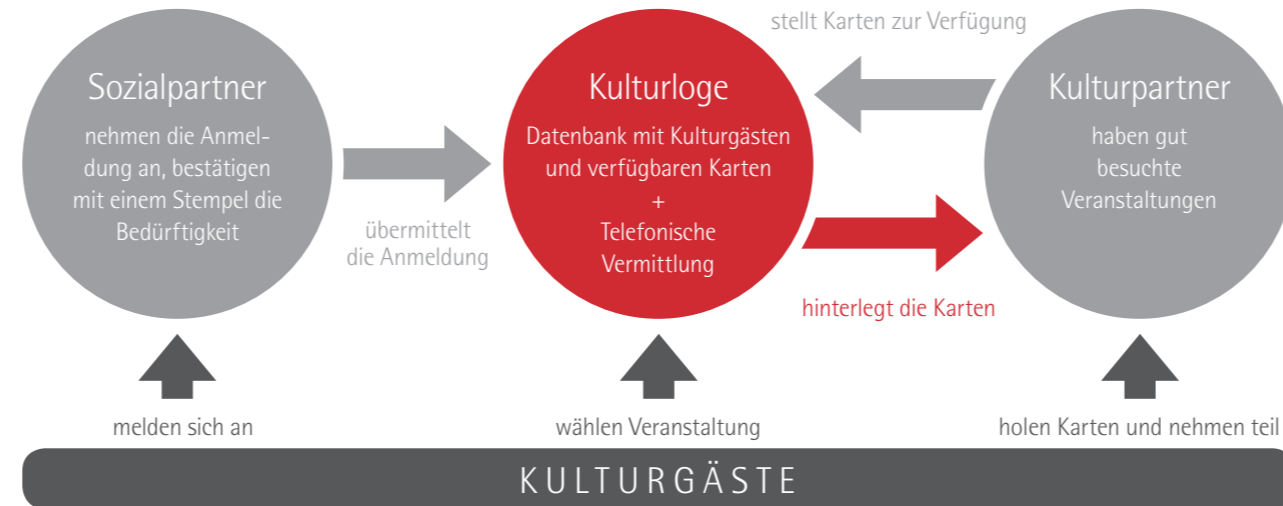 stellt Karten zur Verfügung
Sozialpartner
nehmen die Anmel-
dung an, bestätigen
mit einem Stempel die
Bedürftigkeit
übermittelt
die Anmeldung
Kulturloge
Datenbank mit Kulturgästen
und verfügbaren Karten
+
Telefonische
Vermittlung
hinterlegt die Karten
Kulturpartner
haben gut
besuchte
Veranstaltungen
melden sich an
wählen Veranstaltung
holen Karten und nehmen teil
KULTURGÄSTE